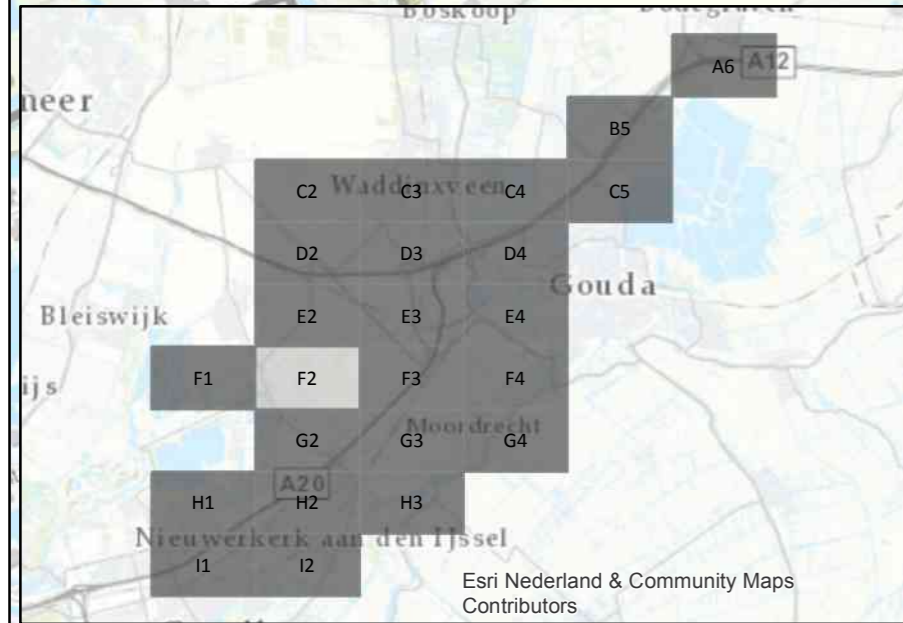 Boskoop
A6
A12
meer
B5
C2
Waddinxveen
C3
C4
C5
D2
D3
D4
Gouda
Bleiswijk
E2
E3
E4
F1
F2
F3
F4
G2
Moordrecht
G3
G4
A20
H1
H2
H3
Nieuwerkerk aan den IJssel
I1
I2
Esri Nederland & Community Maps
Contributors